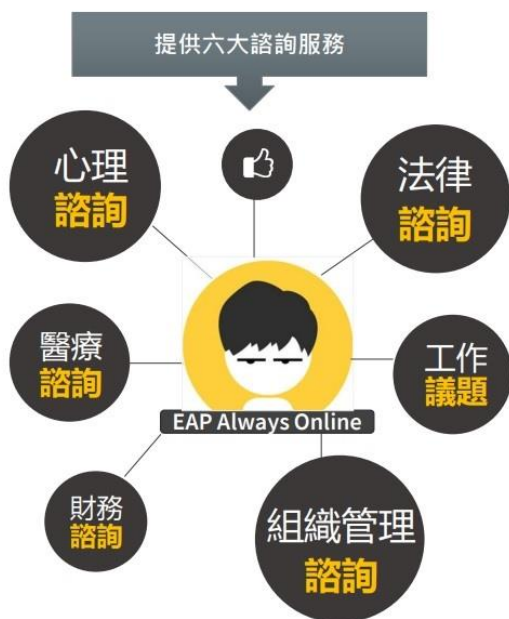 提供六大諮詢服務
心理
諮詢
法律
諮詢
醫療
諮詢
工作
議題
EAP Always Online
財務
諮詢
組織管理
諮詢